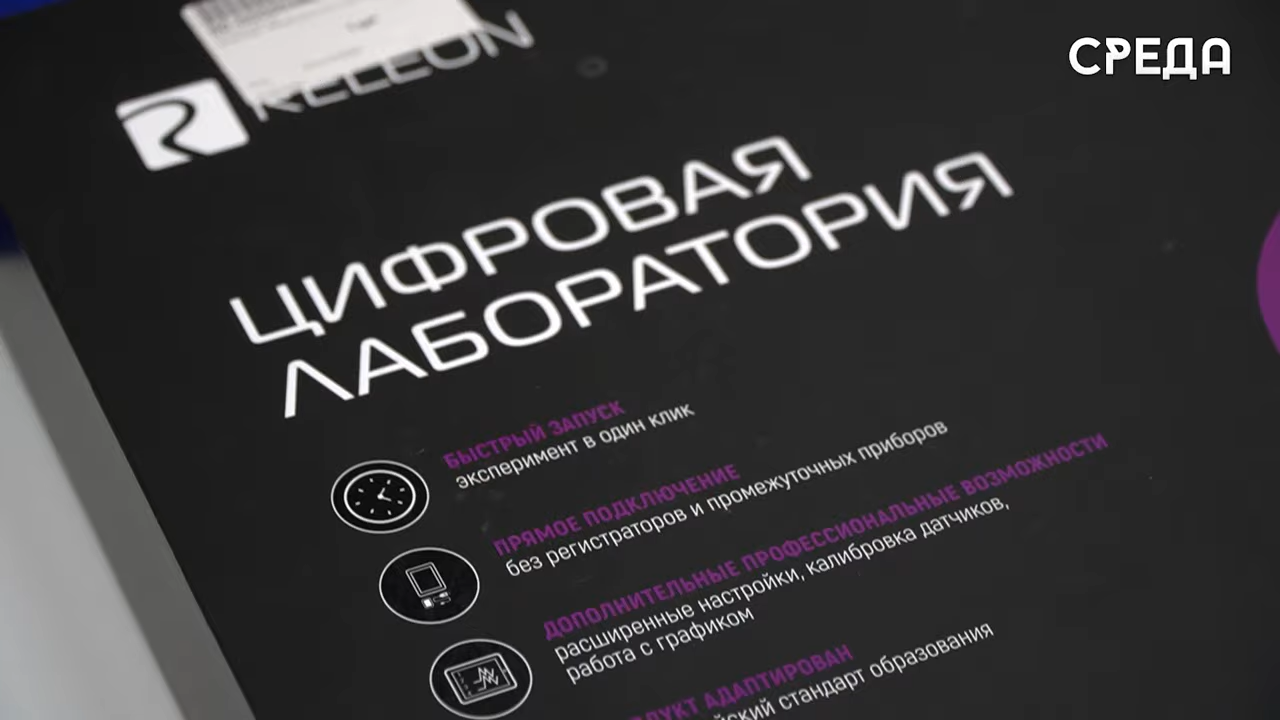 СРЕДА
RELEON
ЦИФРОВАЯ
ЛАБОРАТОРИЯ
БЫСТРЫЙ ЗАПУСК
эксперимент в один клик
ПРЯМОЕ ПОДКЛЮЧЕНИЕ
без регистраторов и промежуточных приборов
ДОПОЛНИТЕЛЬНЫЕ ПРОФЕССИОНАЛЬНЫЕ ВОЗМОЖНОСТИ
расширенные настройки, калибровка датчиков,
работа с графиком
АДАПТИРОВАН
стандарт образования